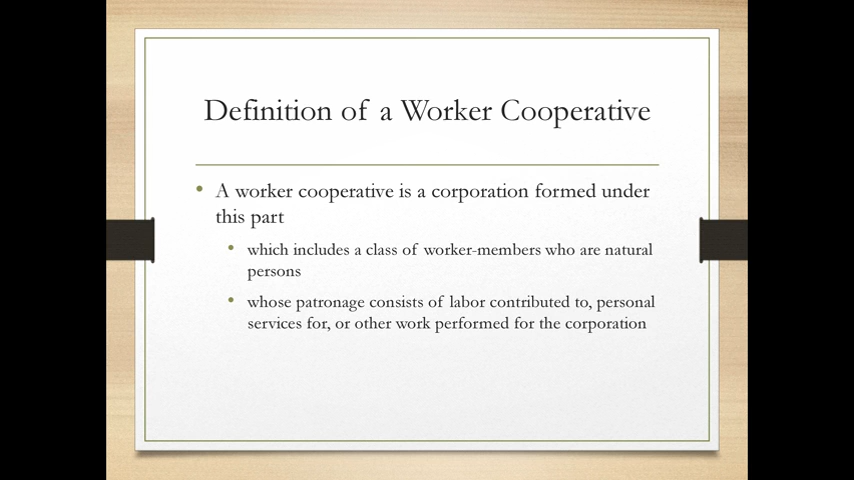 Definition of a Worker Cooperative
• A worker cooperative is a corporation formed under
this part
• which includes a class of worker-members who are natural
persons
• whose patronage consists of labor contributed to, personal
services for, or other work performed for the corporation